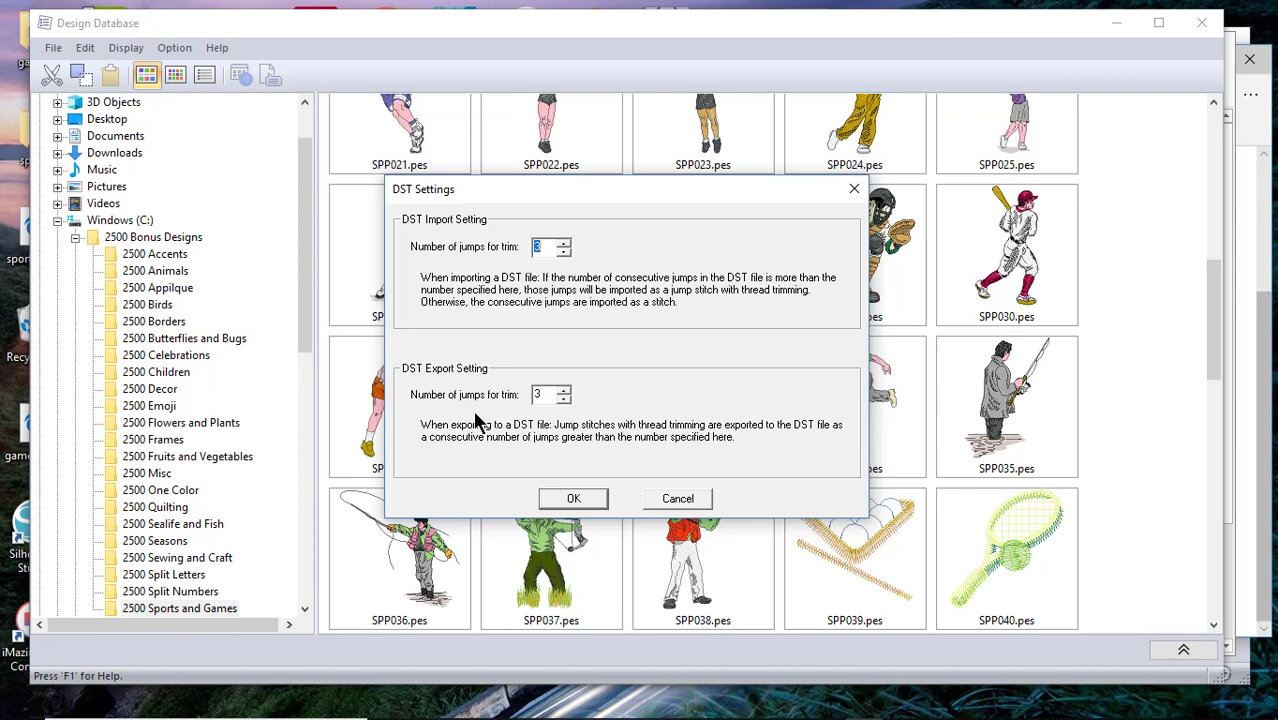 Design Database
File Edit Display Option Help
3D Objects
Desktop
Documents
Downloads
Music
Pictures
Videos
Windows (C:)
2500 Bonus Designs
2500 Accents
2500 Animals
2500 Appilque
2500 Birds
2500 Borders
2500 Butterflies and Bugs
2500 Celebrations
2500 Children
2500 Decor
2500 Emoji
2500 Flowers and Plants
2500 Frames
2500 Fruits and Vegetables
2500 Misc
2500 One Color
2500 Quilting
2500 Sealife and Fish
2500 Seasons
2500 Sewing and Craft
2500 Split Letters
2500 Split Numbers
2500 Sports and Games
SPP021.pes SPP022.pes SPP023.pes SPP024.pes SPP025.pes
DST Settings
DST Import Setting
Number of jumps for trim: 3
When importing a DST file: If the number of consecutive jumps in the DST file is more than the
number specified here, those jumps will be imported as a jump stitch with thread trimming.
Otherwise, the consecutive jumps are imported as a stitch.
DST Export Setting
Number of jumps for trim: 3
When exporting to a DST file: Jump stitches with thread trimming are exported to the DST file as
a consecutive number of jumps greater than the number specified here.
OK Cancel
SPP030.pes
SPP035.pes
SPP036.pes SPP037.pes SPP038.pes SPP039.pes SPP040.pes
Press 'F1' for Help.